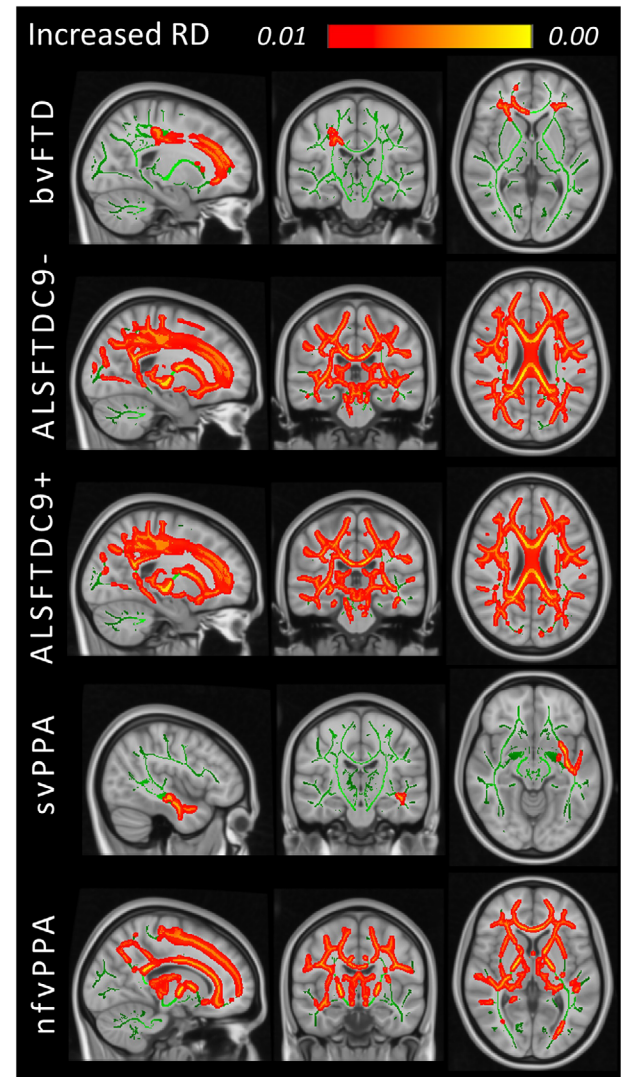 Increased RD 0.01 0.00
bvFTD
ALSFTDC9-
ALSFTDC9+
svPPA
nfvPPA